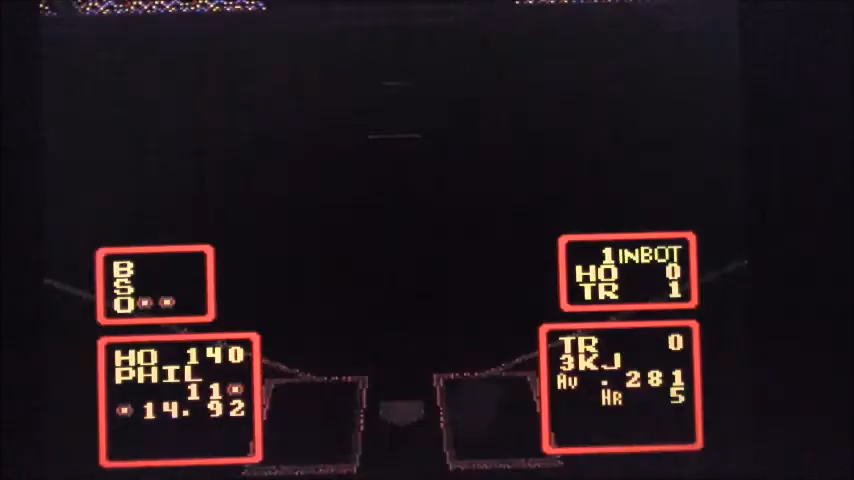 B
S
O
1INBOT
HO 0
TR 1
HO 140
PHIL
11
14.92
TR 0
3KJ
AV .281
HR 5